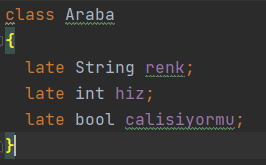 class Araba
{
late String renk;
late int hiz;
late bool calisiyormu;
}